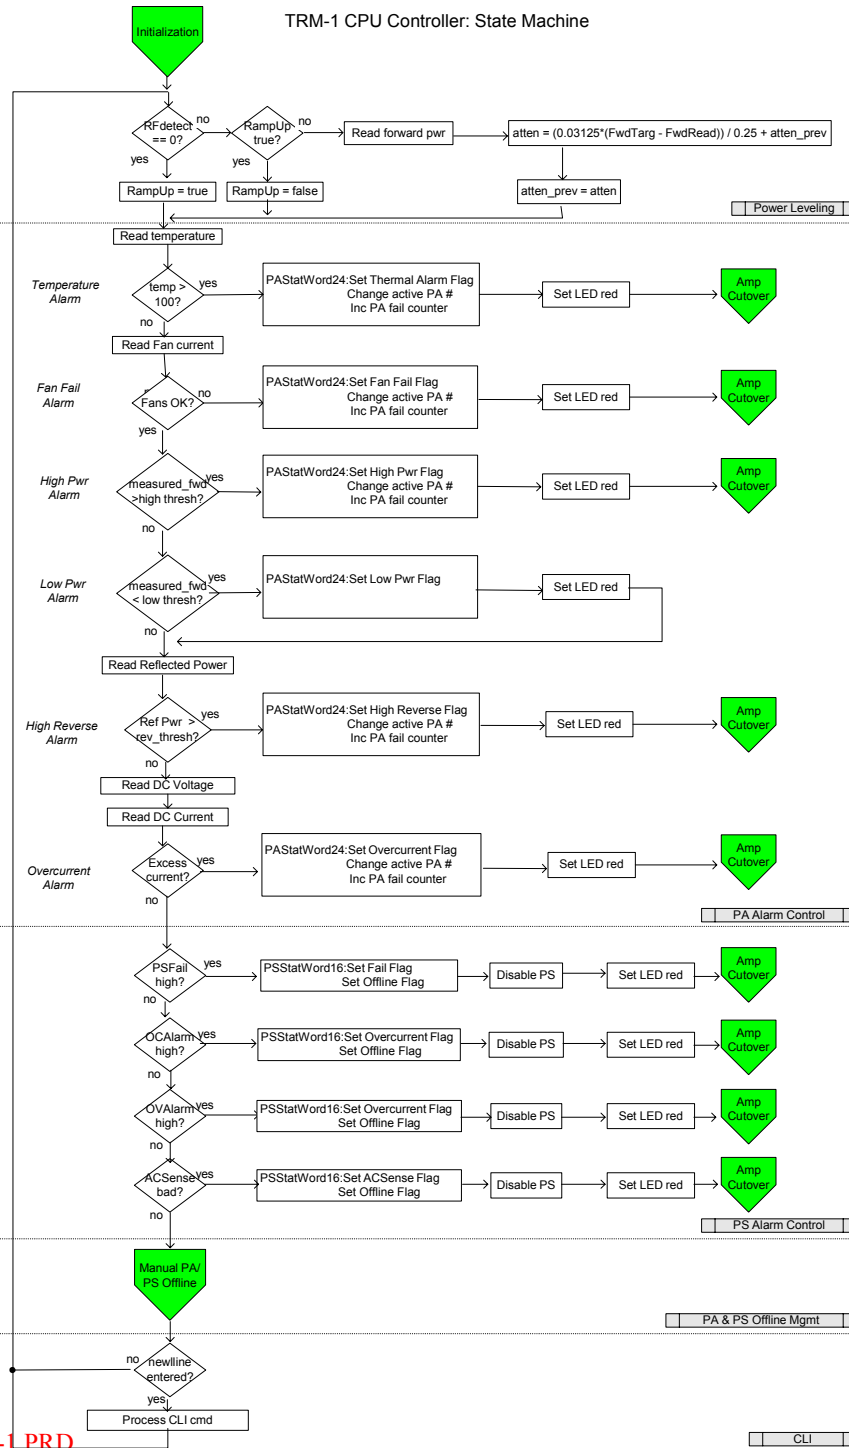 TRM-1 CPU Controller: State Machine
Initialization
RFdetect
== 0?
no
yes
RampUp
true?
no
yes
Read forward pwr
atten = (0.03125*(FwdTarg - FwdRead)) / 0.25 + atten_prev
RampUp = true
RampUp = false
atten_prev = atten
Power Leveling
Read temperature
Temperature
Alarm
temp >
100?
yes
no
PAStatWord24:Set Thermal Alarm Flag
Change active PA #
Inc PA fail counter
Set LED red
Amp
Cutover
Read Fan current
Fan Fail
Alarm
Fans OK?
no
yes
PAStatWord24:Set Fan Fail Flag
Change active PA #
Inc PA fail counter
Set LED red
Amp
Cutover
High Pwr
Alarm
measured_fwd
>high thresh?
yes
no
PAStatWord24:Set High Pwr Flag
Change active PA #
Inc PA fail counter
Set LED red
Amp
Cutover
Low Pwr
Alarm
measured_fwd
< low thresh?
yes
no
PAStatWord24:Set Low Pwr Flag
Set LED red
Read Reflected Power
High Reverse
Alarm
Ref Pwr >
rev_thresh?
yes
no
PAStatWord24:Set High Reverse Flag
Change active PA #
Inc PA fail counter
Set LED red
Amp
Cutover
Read DC Voltage
Read DC Current
Overcurrent
Alarm
Excess
current?
yes
no
PAStatWord24:Set Overcurrent Flag
Change active PA #
Inc PA fail counter
Set LED red
Amp
Cutover
PA Alarm Control
PSFail
high?
yes
no
PSStatWord16:Set Fail Flag
Set Offline Flag
Disable PS
Set LED red
Amp
Cutover
OCAlarm
high?
yes
no
PSStatWord16:Set Overcurrent Flag
Set Offline Flag
Disable PS
Set LED red
Amp
Cutover
OVAlarm
high?
yes
no
PSStatWord16:Set Overcurrent Flag
Set Offline Flag
Disable PS
Set LED red
Amp
Cutover
ACSense
bad?
yes
no
PSStatWord16:Set ACSense Flag
Set Offline Flag
Disable PS
Set LED red
Amp
Cutover
PS Alarm Control
Manual PA/
PS Offline
PA & PS Offline Mgmt
newlline
entered?
no
yes
Process CLI cmd
-1 PRD
CLI